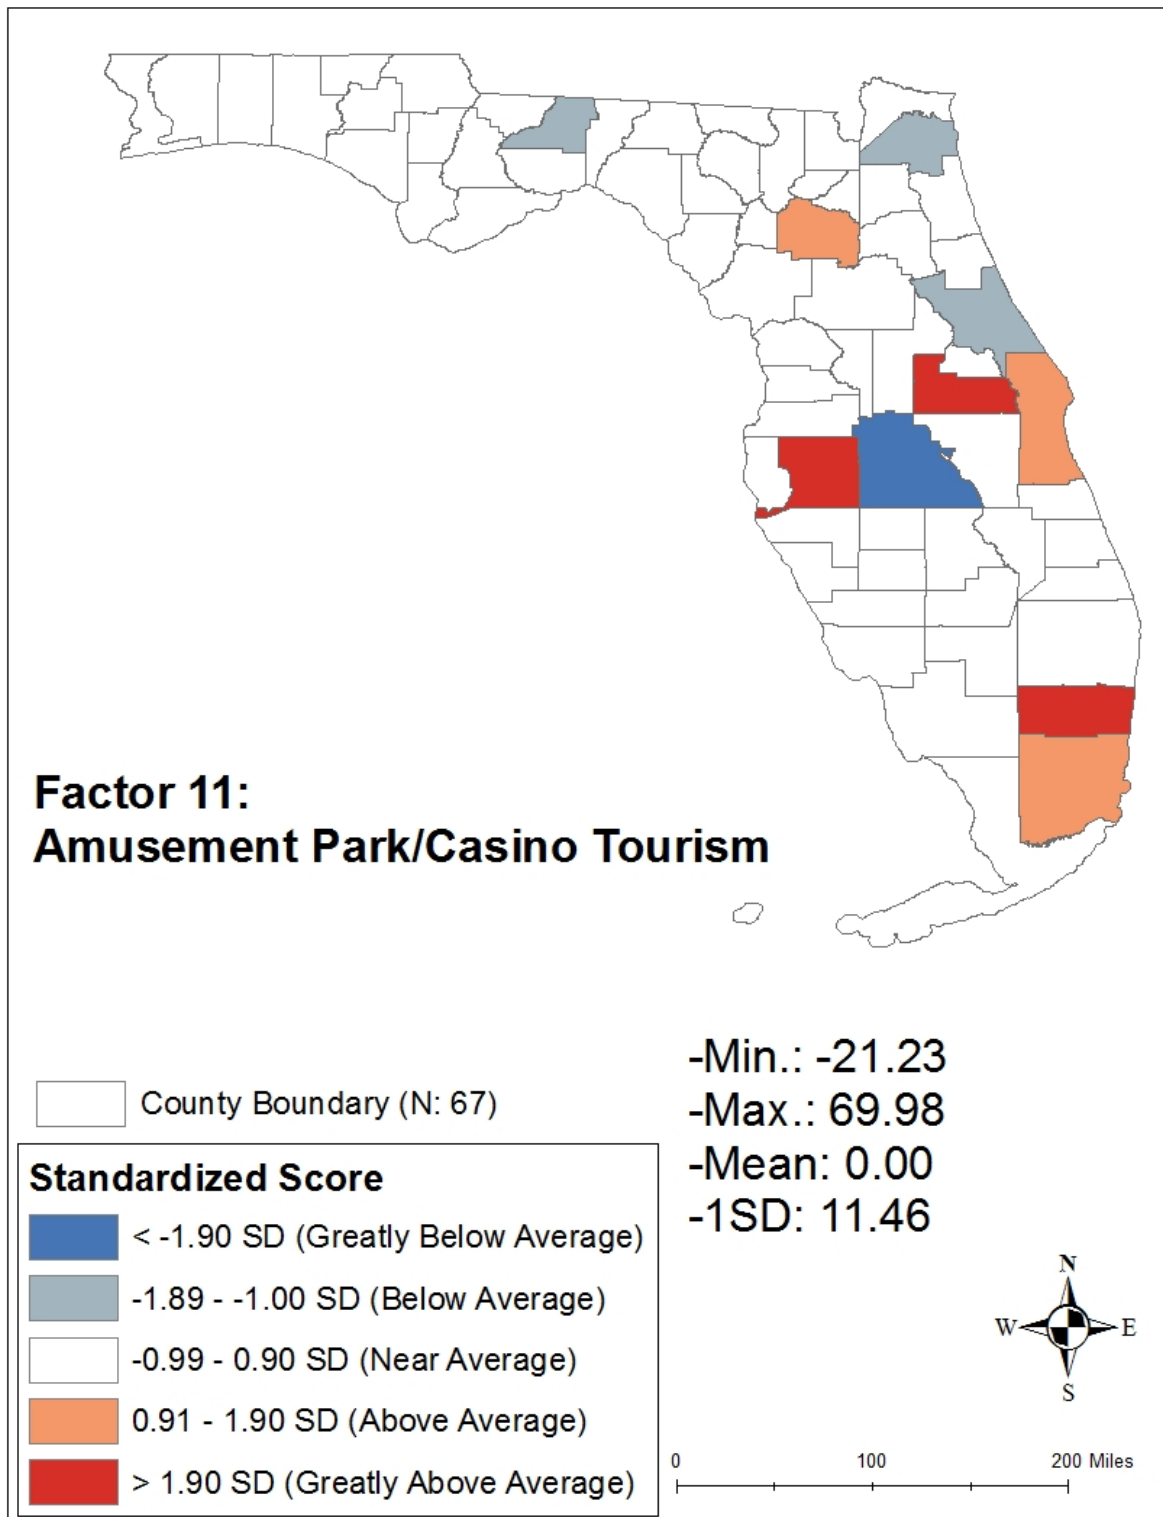 Factor 11:
Amusement Park/Casino Tourism
-Min.: -21.23
-Max.: 69.98
-Mean: 0.00
-1SD: 11.46
County Boundary (N: 67)
Standardized Score
< -1.90 SD (Greatly Below Average)
-1.89 - -1.00 SD (Below Average)
-0.99 - 0.90 SD (Near Average)
0.91 - 1.90 SD (Above Average)
> 1.90 SD (Greatly Above Average)
N
W E
S
0 100 200 Miles